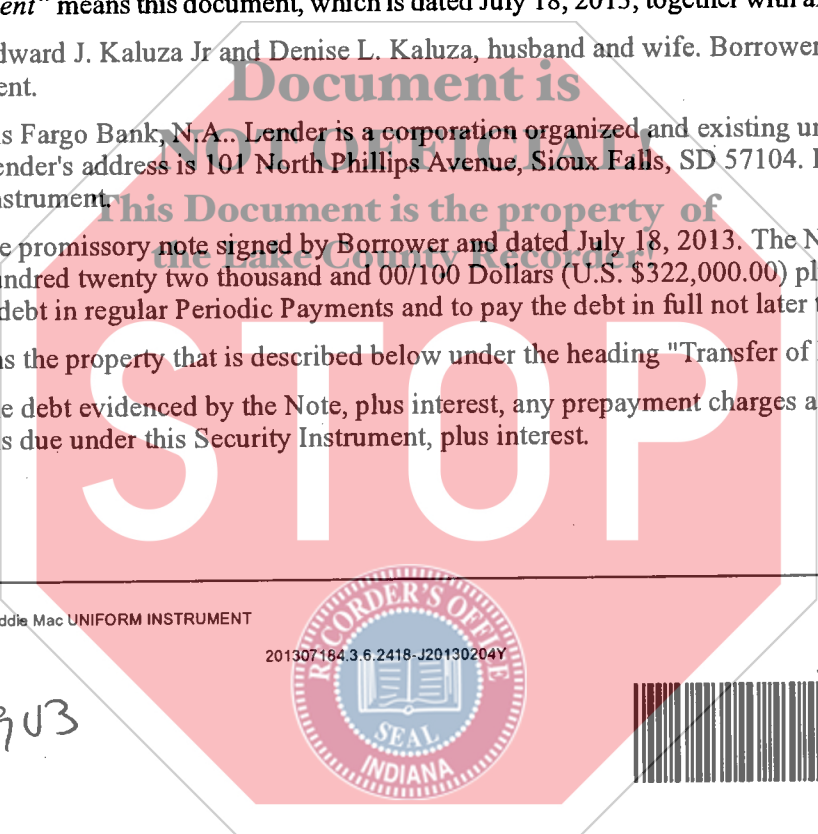 ent" means this document, which is dated July 18, 2013, together with a
dward J. Kaluza Jr and Denise L. Kaluza, husband and wife. Borrower
ent.
Document is
s Fargo Bank, N.A.. Lender is a corporation organized and existing un
NOT OFFICIAL!
ender's address is 101 North Phillips Avenue, Sioux Falls, SD 57104. L
nstrument.
This Document is the property of
e promissory note signed by Borrower and dated July 18, 2013. The N
the Lake County Recorder!
undred twenty two thousand and 00/100 Dollars (U.S. $322,000.00) pl
debt in regular Periodic Payments and to pay the debt in full not later t
ns the property that is described below under the heading "Transfer of
e debt evidenced by the Note, plus interest, any prepayment charges a
s due under this Security Instrument, plus interest.
STOP
ddie Mac UNIFORM INSTRUMENT
201307184.3.6.2418-J20130204Y
RECORDER'S OFFICE
SEAL
INDIANA